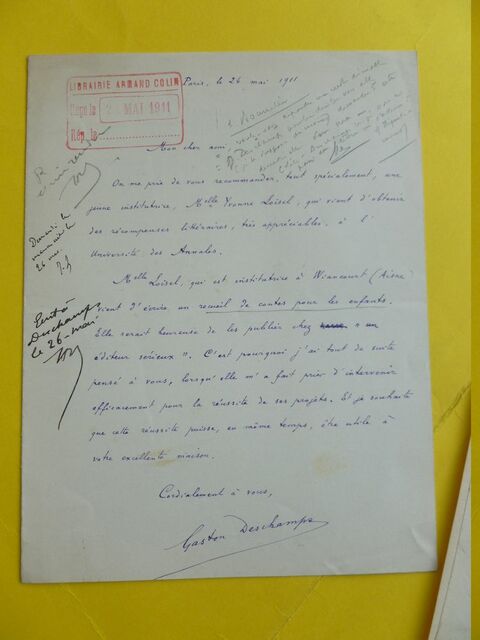 Paris, le 26 mai 1911
LIBRAIRIE ARMAND COLIN
Reçu le 26 MAI 1911
Rép. le
Mon cher ami
On me prie de vous recommander, tout spécialement, une
jeune institutrice, Melle Yvonne Loisel, qui vient d'obtenir
des récompenses littéraires, très appréciables, à l'
Université des Annales.
Melle Loisel, qui est institutrice à Wiancourt (Aisne)
vient d'écrire un recueil de contes pour les enfants.
Elle serait heureuse de les publier chez « un
éditeur sérieux ». C'est pourquoi j'ai tout de suite
pensé à vous, lorsqu'elle m'a fait prier d'intervenir
efficacement pour la réussite de ses projets. Et je souhaite
que cette réussite puisse, en même temps, être utile à
votre excellente maison.
Cordialement à vous,
Gaston Deschamps
Ecrit à
Deschamps
le 26-mai